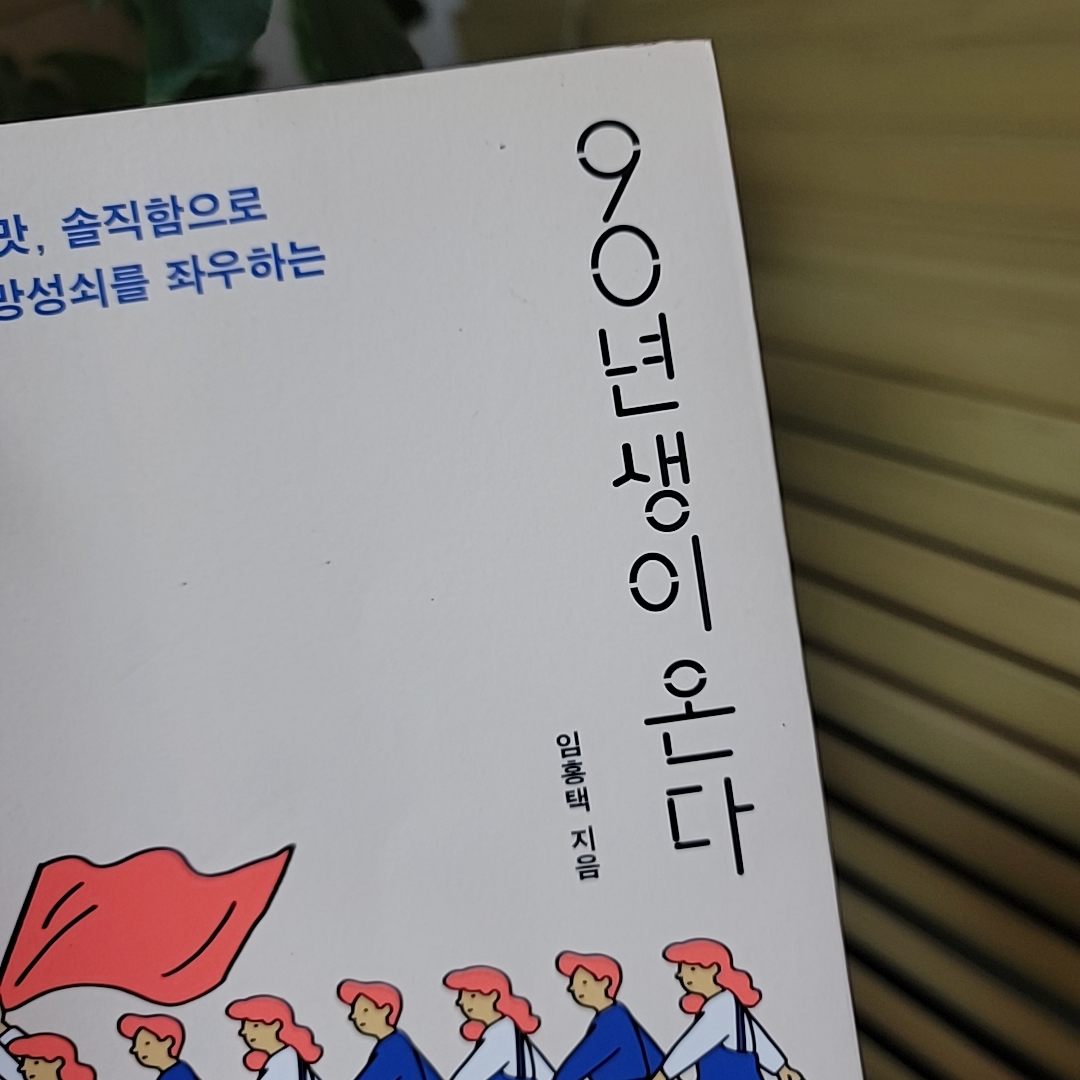 맛, 솔직함으로
망성쇠를 좌우하는
90년생이 온다
임홍택 지음